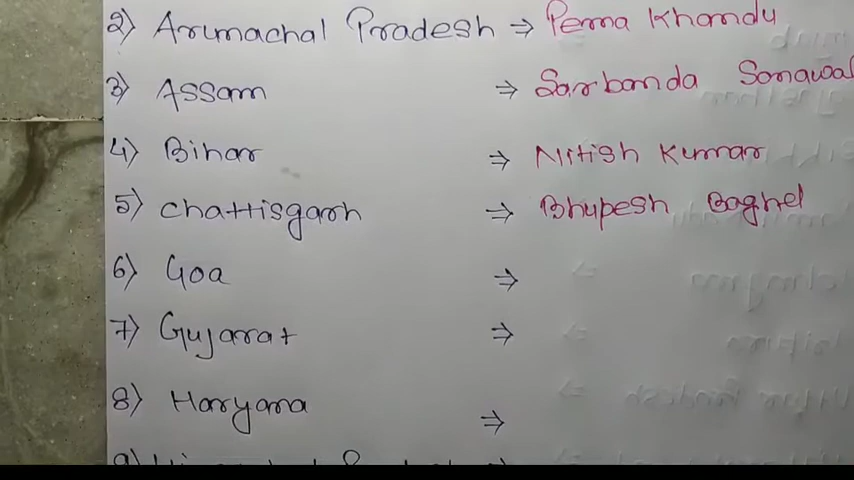 2) Arunachal Pradesh ⇒ Pema Khandu
3) Assam ⇒ Sarbanda Sonawal
4) Bihar ⇒ Nitish Kumar
5) Chattisgarh ⇒ Bhupesh Baghel
6) Goa ⇒
7) Gujarat ⇒
8) Haryana ⇒